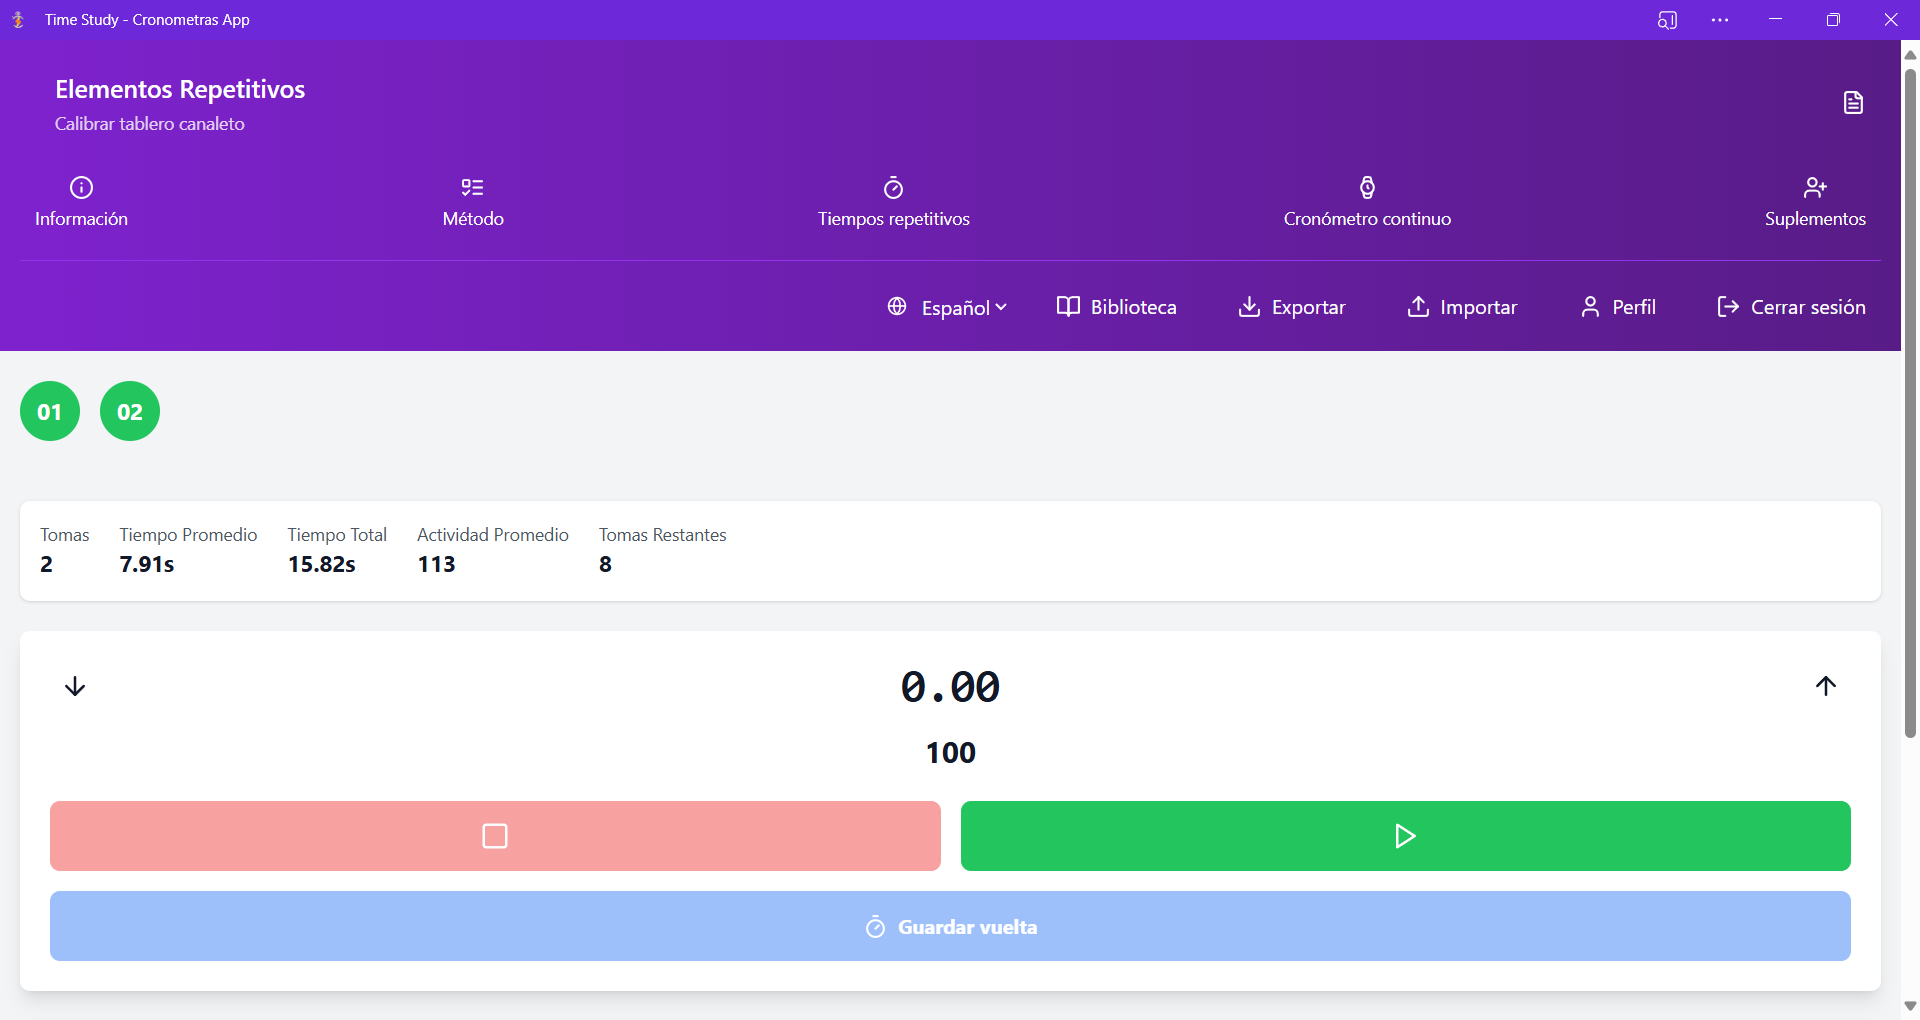 Time Study - Cronometras App
Elementos Repetitivos
Calibrar tablero canaleto
Información
Método
Tiempos repetitivos
Cronómetro continuo
Suplementos
Español
Biblioteca
Exportar
Importar
Perfil
Cerrar sesión
01
02
Tomas
2
Tiempo Promedio
7.91s
Tiempo Total
15.82s
Actividad Promedio
113
Tomas Restantes
8
0.00
100
Guardar vuelta